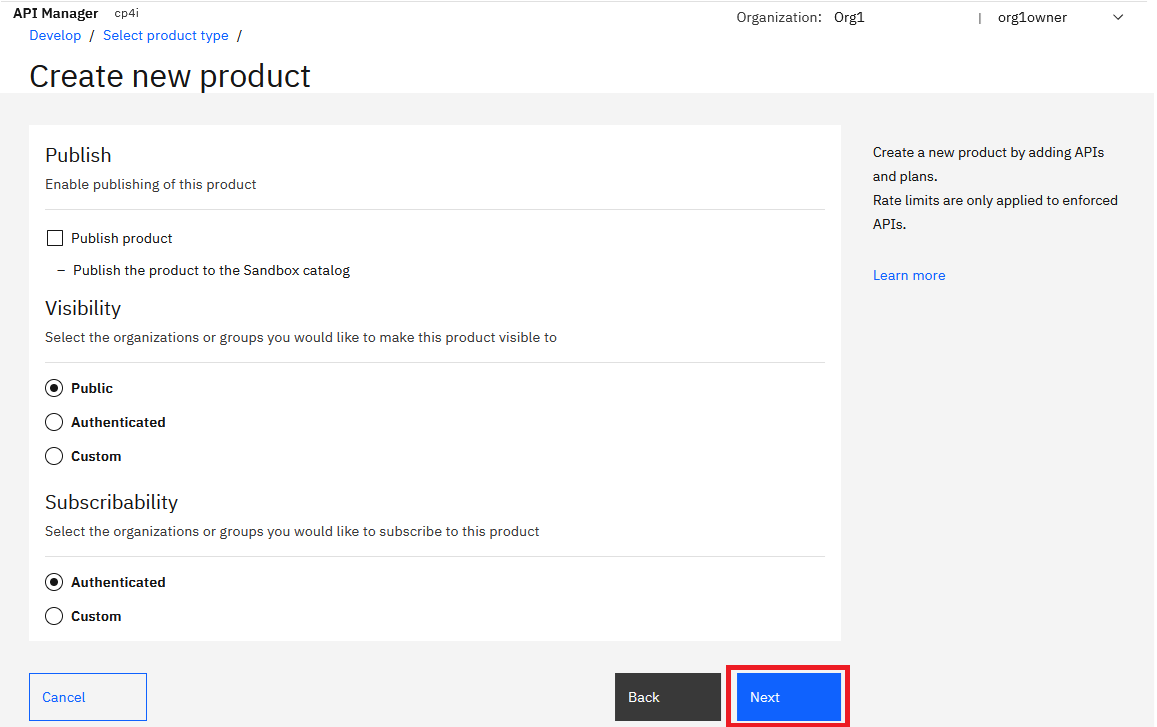 API Manager cp4i Organization: Org1 | org1owner
Develop / Select product type /
Create new product
Publish
Enable publishing of this product
Publish product
– Publish the product to the Sandbox catalog
Visibility
Select the organizations or groups you would like to make this product visible to
Public
Authenticated
Custom
Subscribability
Select the organizations or groups you would like to subscribe to this product
Authenticated
Custom
Create a new product by adding APIs
and plans.
Rate limits are only applied to enforced
APIs.
Learn more
Cancel Back Next